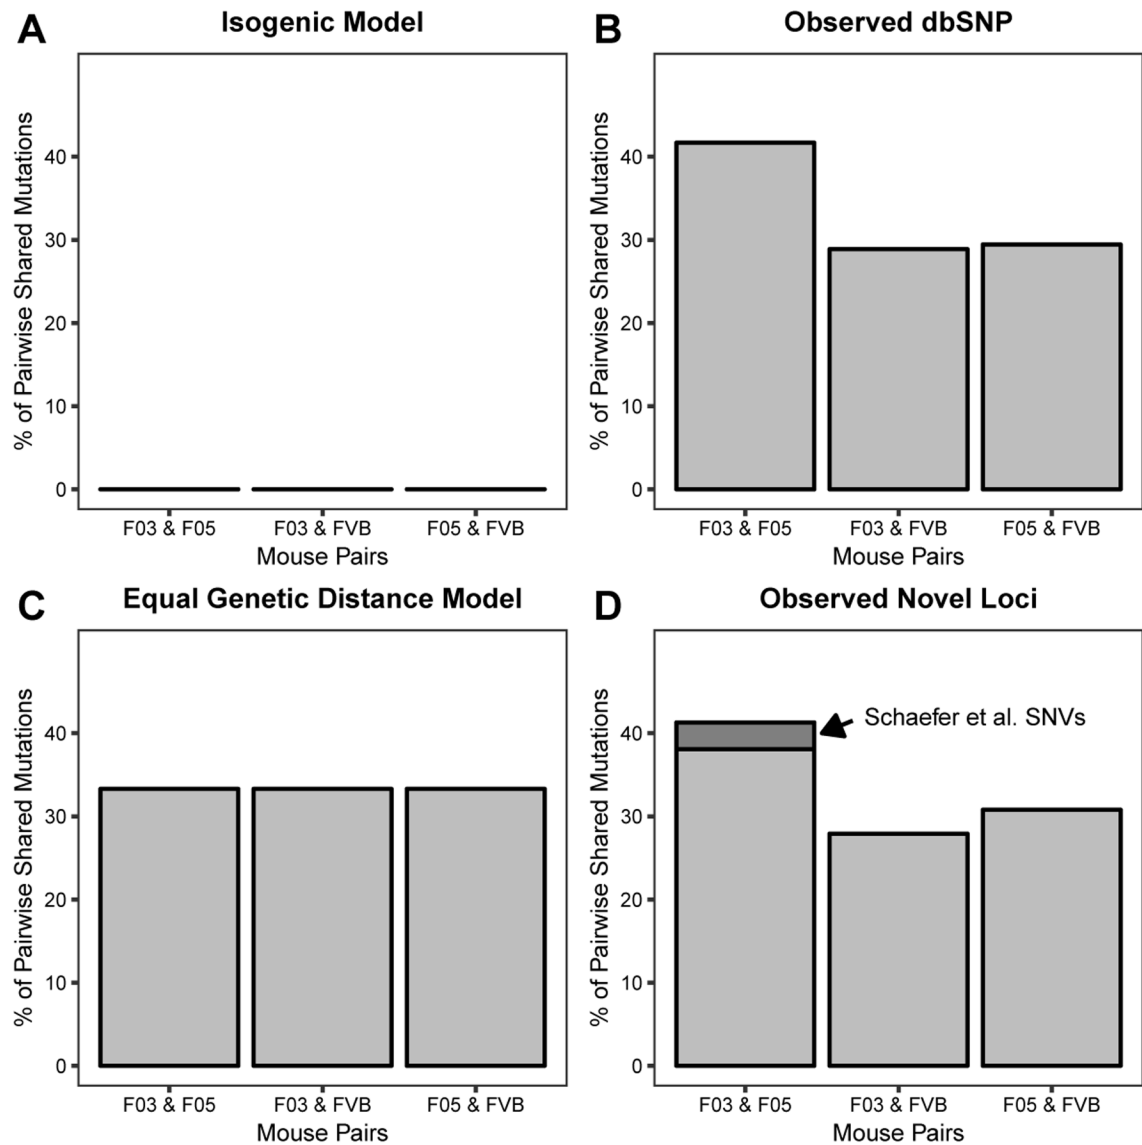 A
Isogenic Model
% of Pairwise Shared Mutations
40
30
20
10
0
F03 & F05
F03 & FVB
F05 & FVB
Mouse Pairs
B
Observed dbSNP
% of Pairwise Shared Mutations
40
30
20
10
0
F03 & F05
F03 & FVB
F05 & FVB
Mouse Pairs
C
Equal Genetic Distance Model
% of Pairwise Shared Mutations
40
30
20
10
0
F03 & F05
F03 & FVB
F05 & FVB
Mouse Pairs
D
Observed Novel Loci
% of Pairwise Shared Mutations
40
30
20
10
0
Schaefer et al. SNVs
F03 & F05
F03 & FVB
F05 & FVB
Mouse Pairs